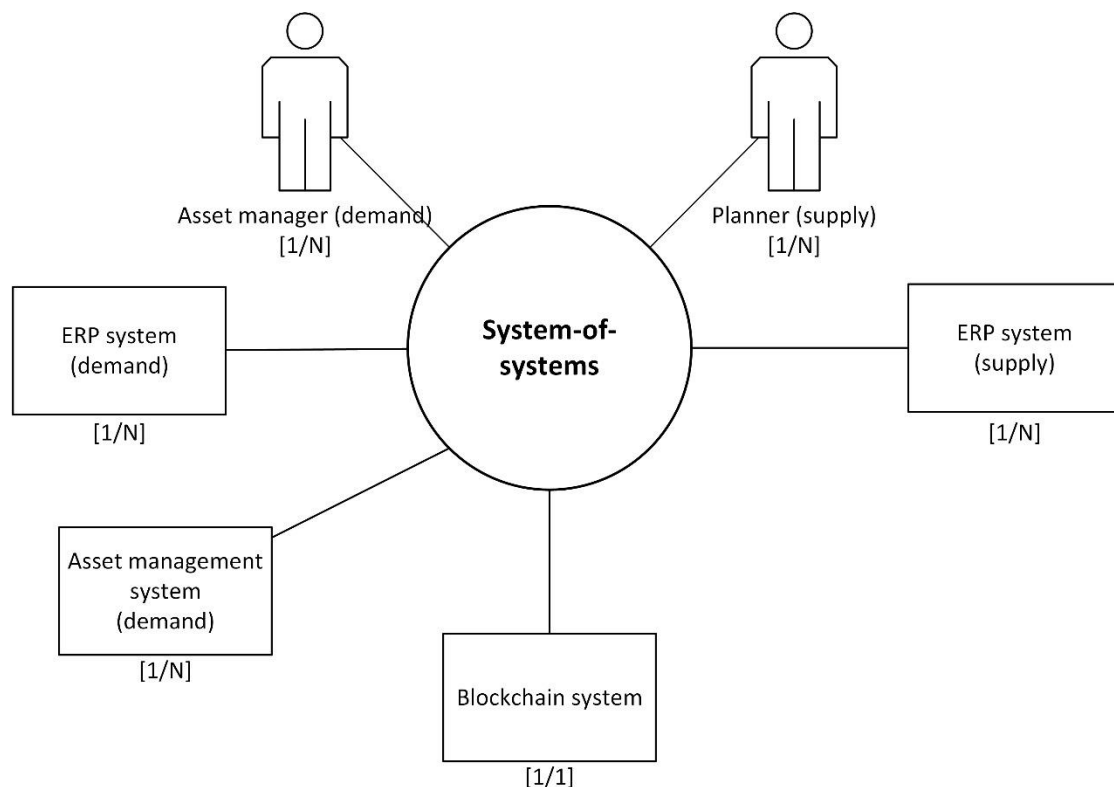 Asset manager (demand)
[1/N]
Planner (supply)
[1/N]
ERP system
(demand)
[1/N]
System-of-
systems
ERP system
(supply)
[1/N]
Asset management
system
(demand)
[1/N]
Blockchain system
[1/1]